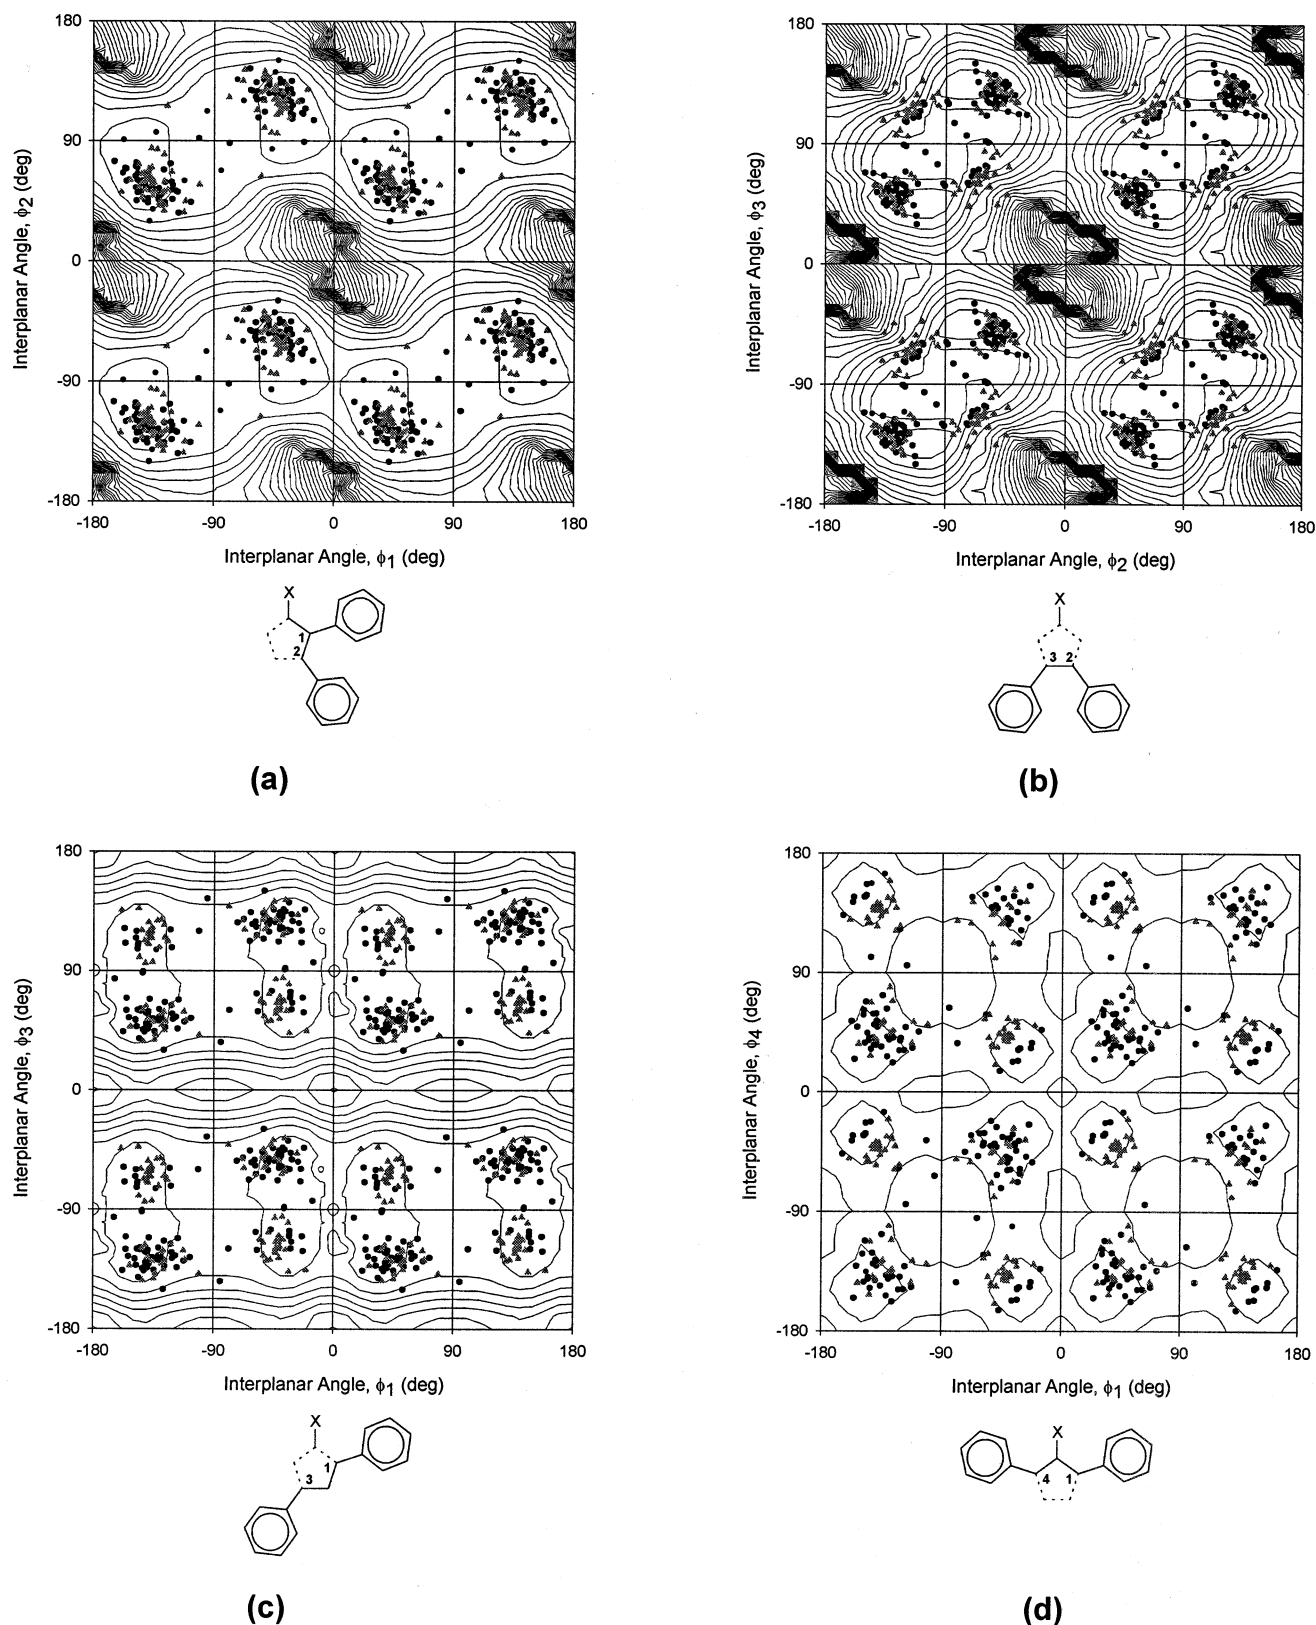 180
90
0
-90
-180
Interplanar Angle, ϕ2 (deg)
-180 -90 0 90 180
Interplanar Angle, ϕ1 (deg)
X
1
2
(a)
180
90
0
-90
-180
Interplanar Angle, ϕ3 (deg)
-180 -90 0 90 180
Interplanar Angle, ϕ2 (deg)
X
3 2
(b)
180
90
0
-90
-180
Interplanar Angle, ϕ3 (deg)
-180 -90 0 90 180
Interplanar Angle, ϕ1 (deg)
X
1
3
(c)
180
90
0
-90
-180
Interplanar Angle, ϕ4 (deg)
-180 -90 0 90 180
Interplanar Angle, ϕ1 (deg)
X
4 1
(d)